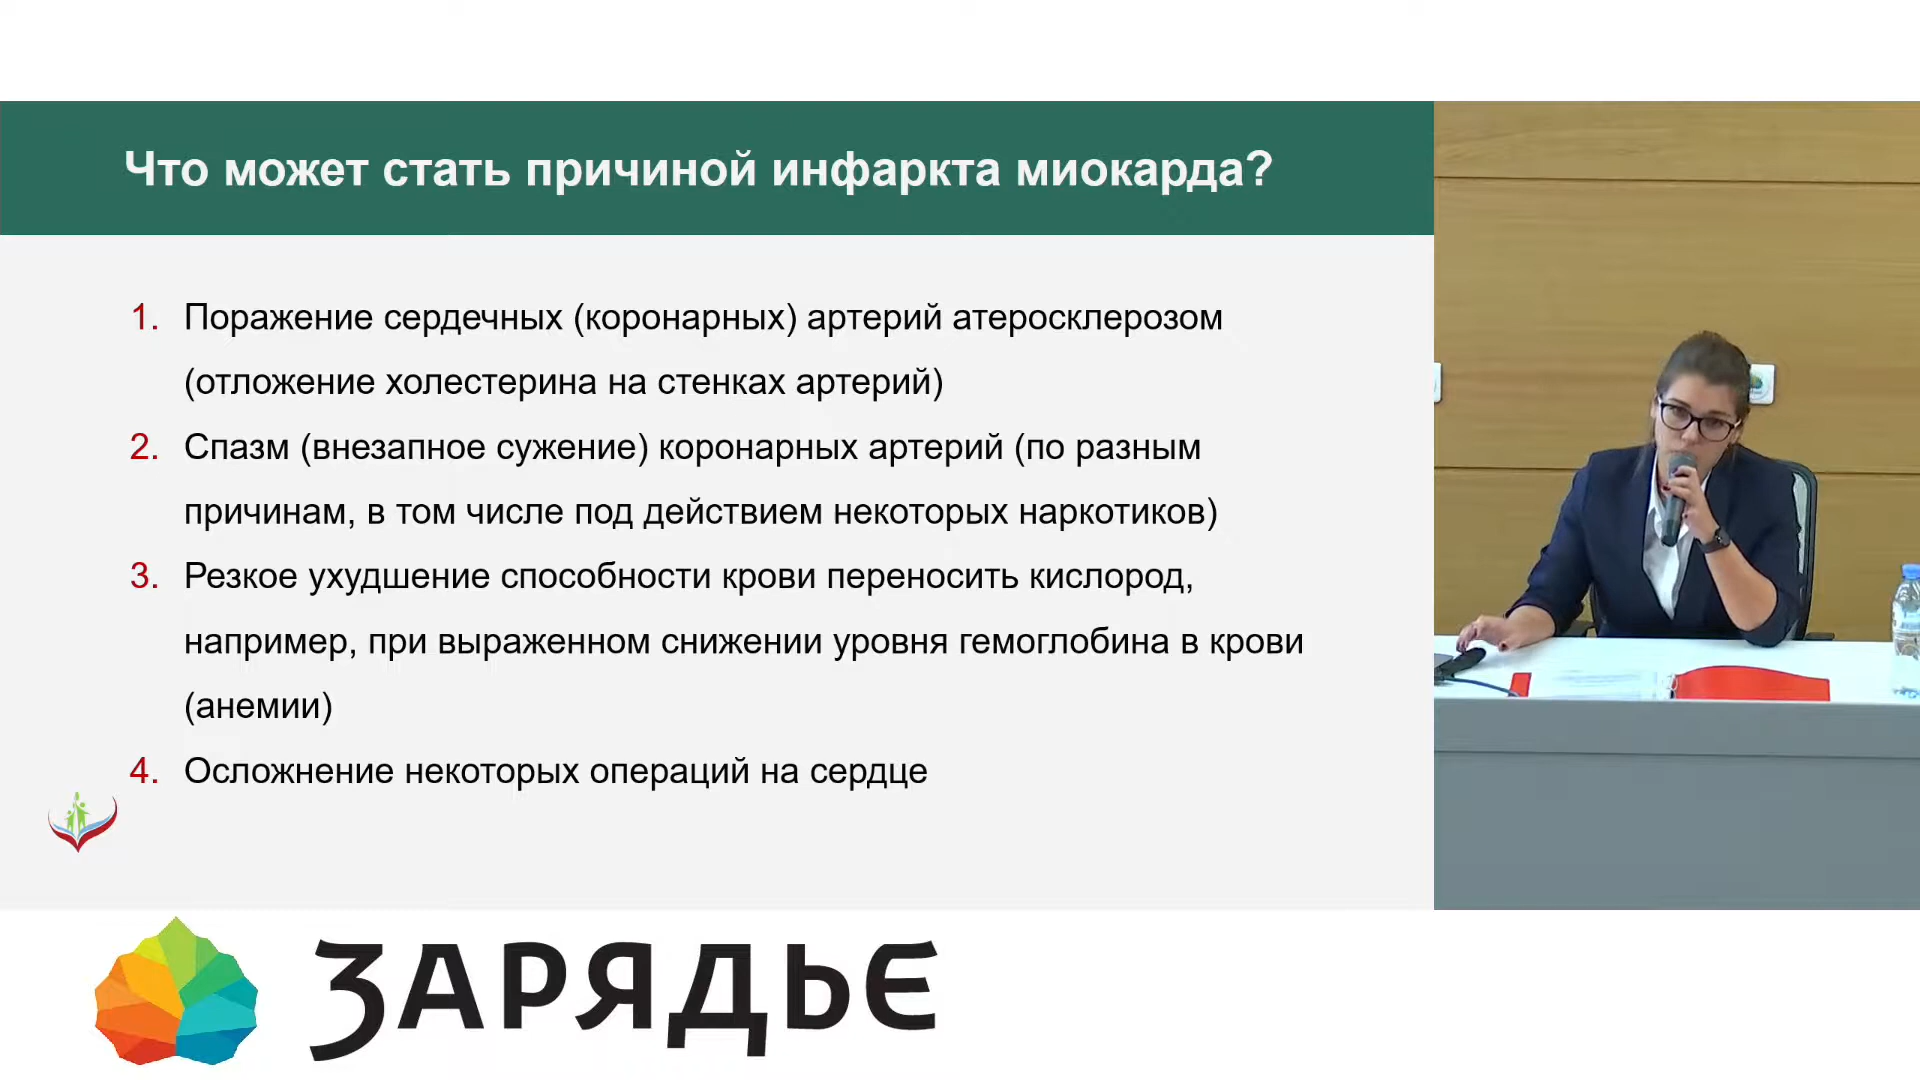 Что может стать причиной инфаркта миокарда?
1. Поражение сердечных (коронарных) артерий атеросклерозом
(отложение холестерина на стенках артерий)
2. Спазм (внезапное сужение) коронарных артерий (по разным
причинам, в том числе под действием некоторых наркотиков)
3. Резкое ухудшение способности крови переносить кислород,
например, при выраженном снижении уровня гемоглобина в крови
(анемии)
4. Осложнение некоторых операций на сердце
ЗАРЯДЬЕ